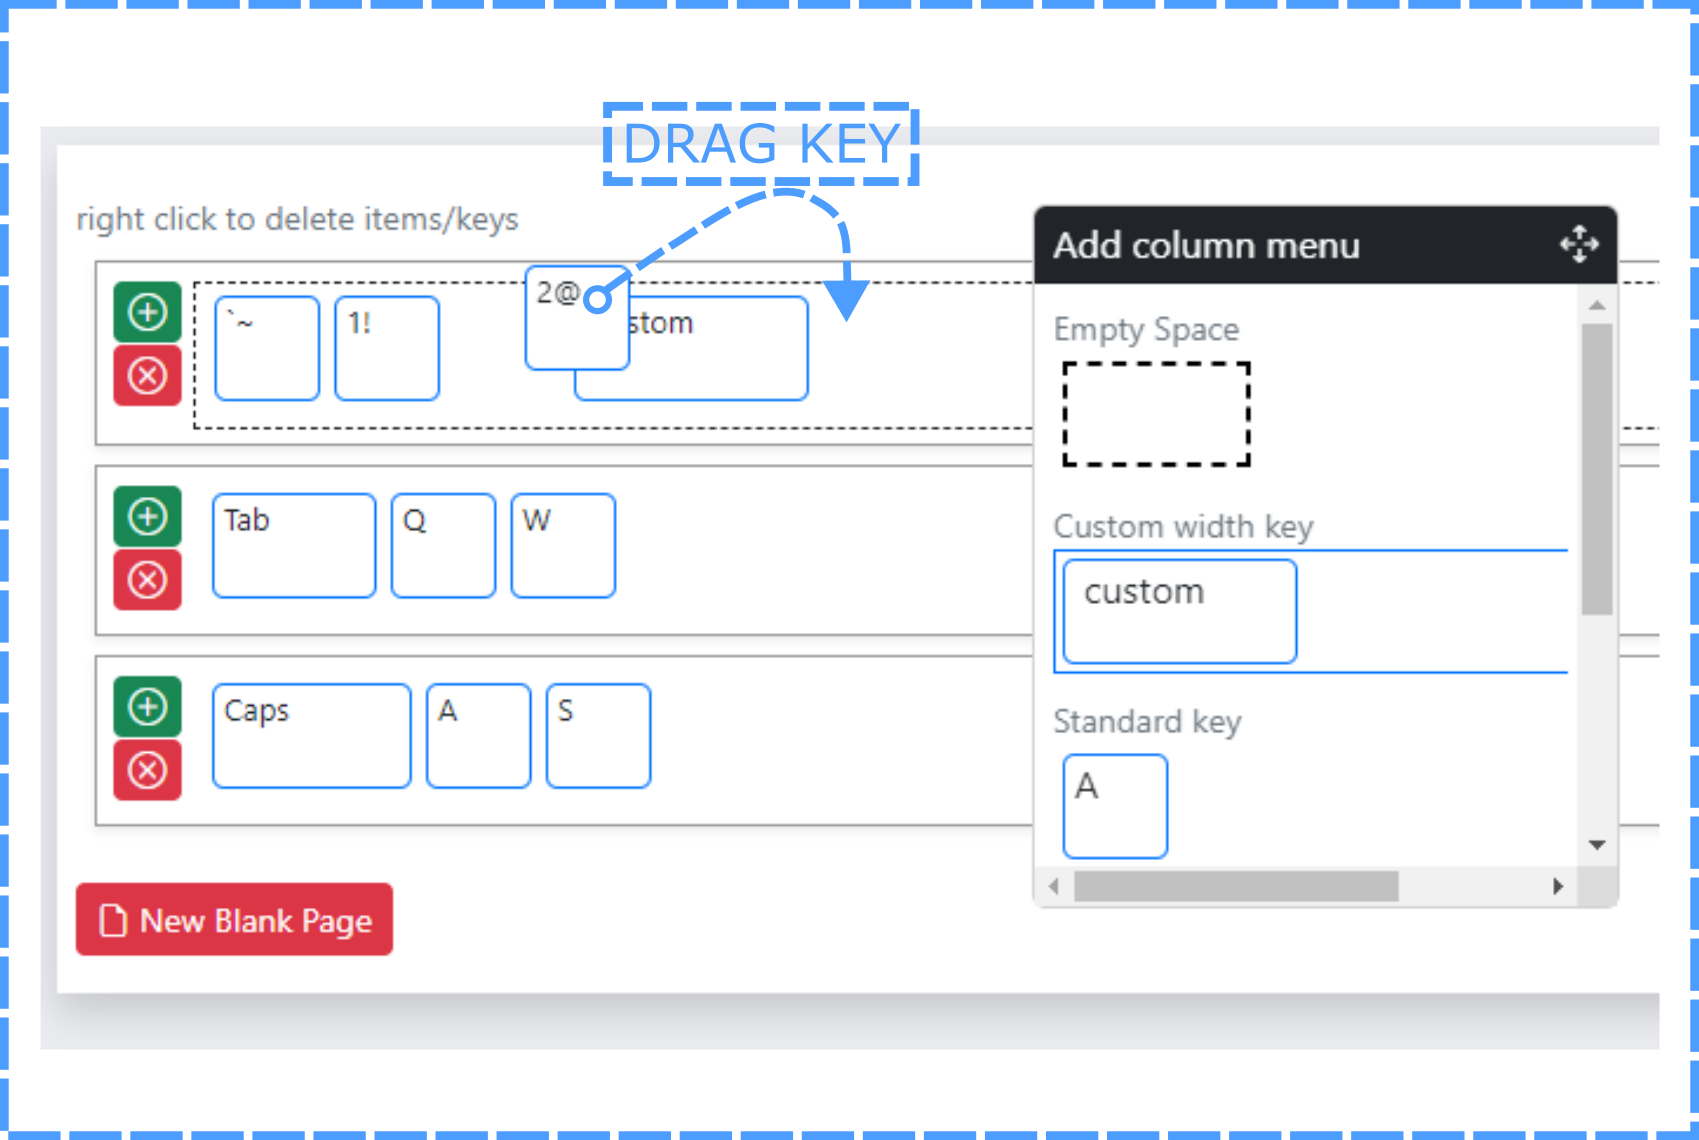 DRAG KEY
right click to delete items/keys
`~
1!
2@
stom
Tab
Q
W
Caps
A
S
New Blank Page
Add column menu
Empty Space
Custom width key
custom
Standard key
A